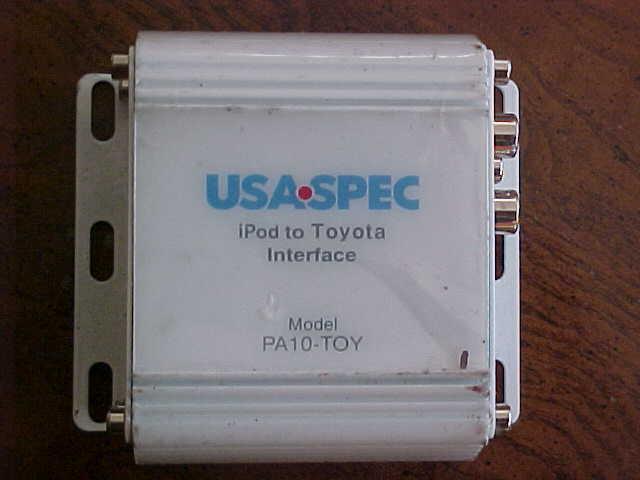 USA•SPEC
iPod to Toyota
Interface
Model
PA10-TOY